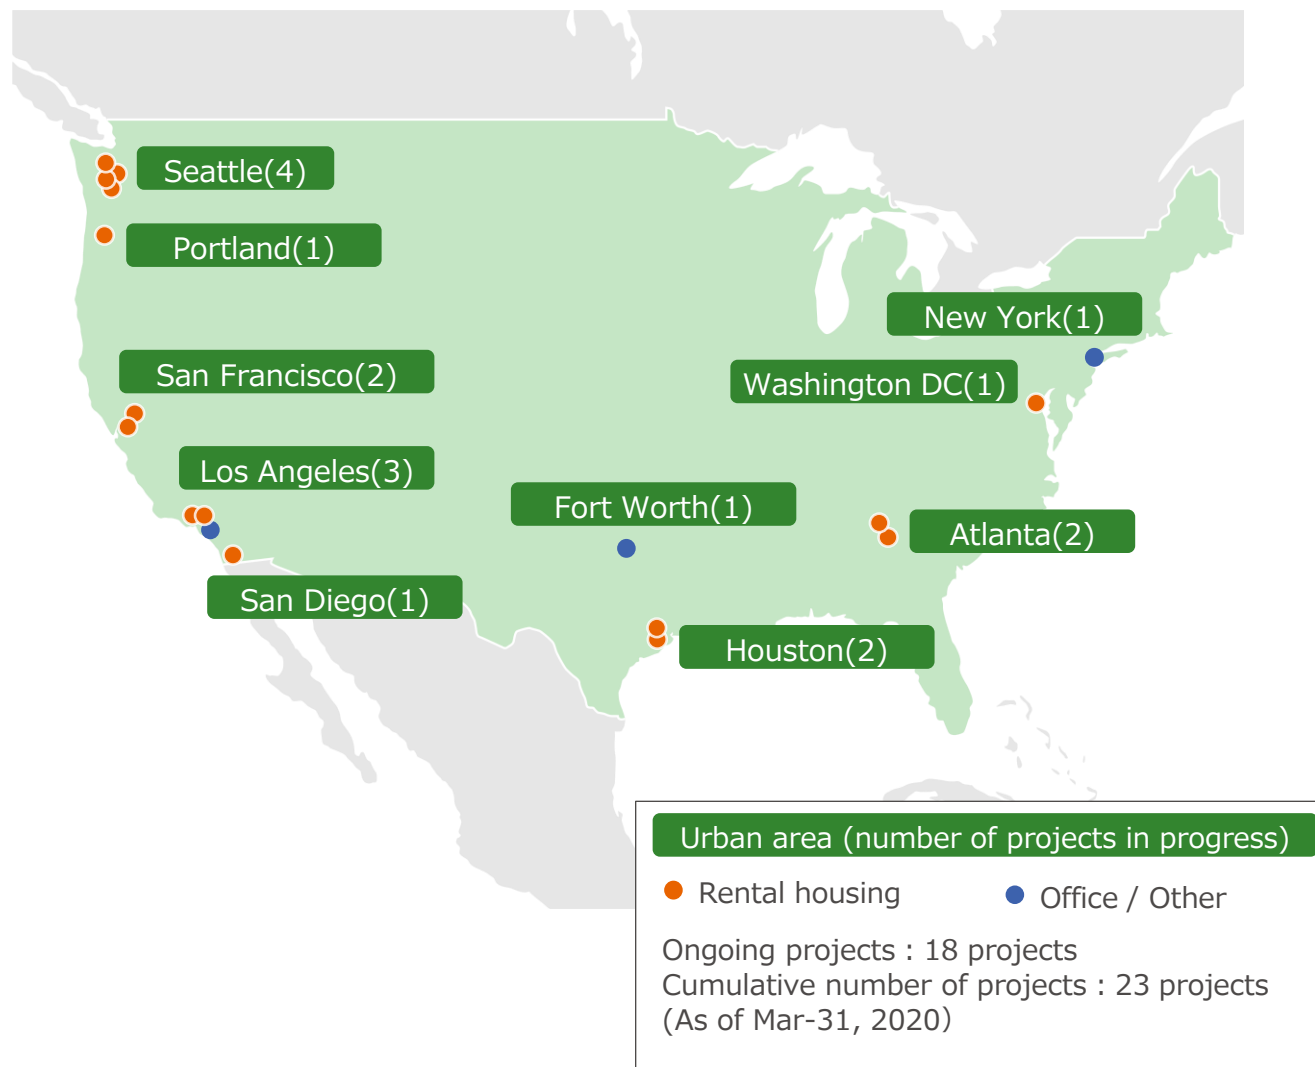 Seattle(4)
Portland(1)
New York(1)
San Francisco(2)
Washington DC(1)
Los Angeles(3)
Fort Worth(1)
Atlanta(2)
San Diego(1)
Houston(2)
Urban area (number of projects in progress)
Rental housing
Office / Other
Ongoing projects : 18 projects
Cumulative number of projects : 23 projects
(As of Mar-31, 2020)